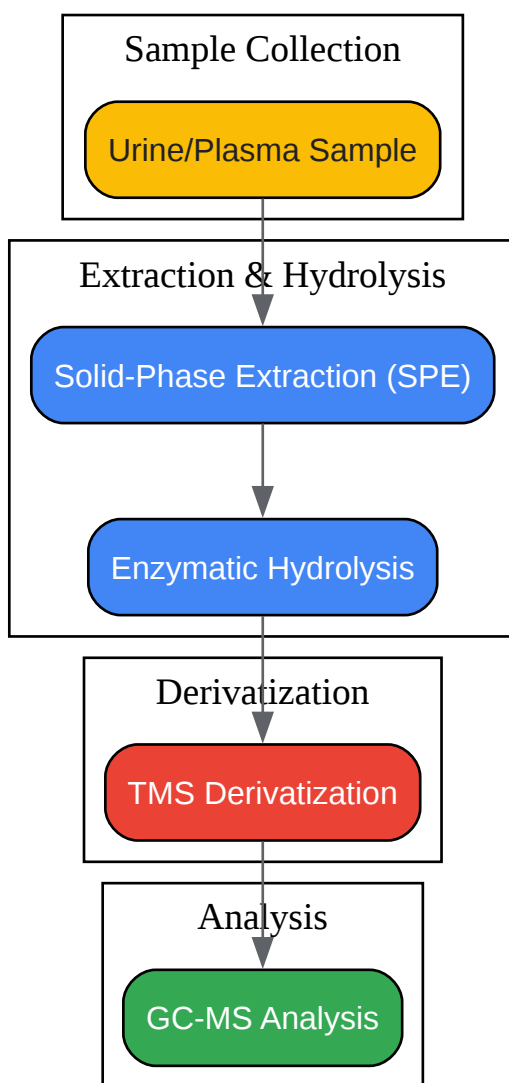 Sample Collection
Urine/Plasma Sample
Extraction & Hydrolysis
Solid-Phase Extraction (SPE)
Enzymatic Hydrolysis
Derivatization
TMS Derivatization
Analysis
GC-MS Analysis